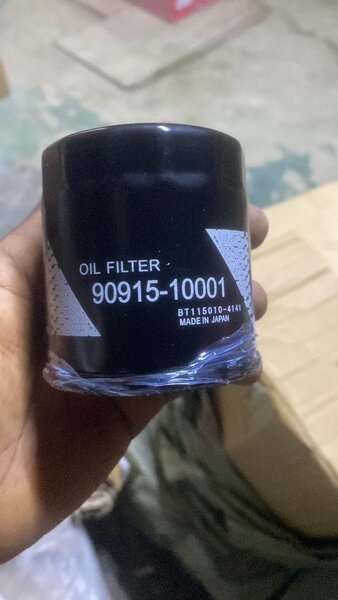 OIL FILTER
90915-10001
BT115010-4141
MADE IN JAPAN